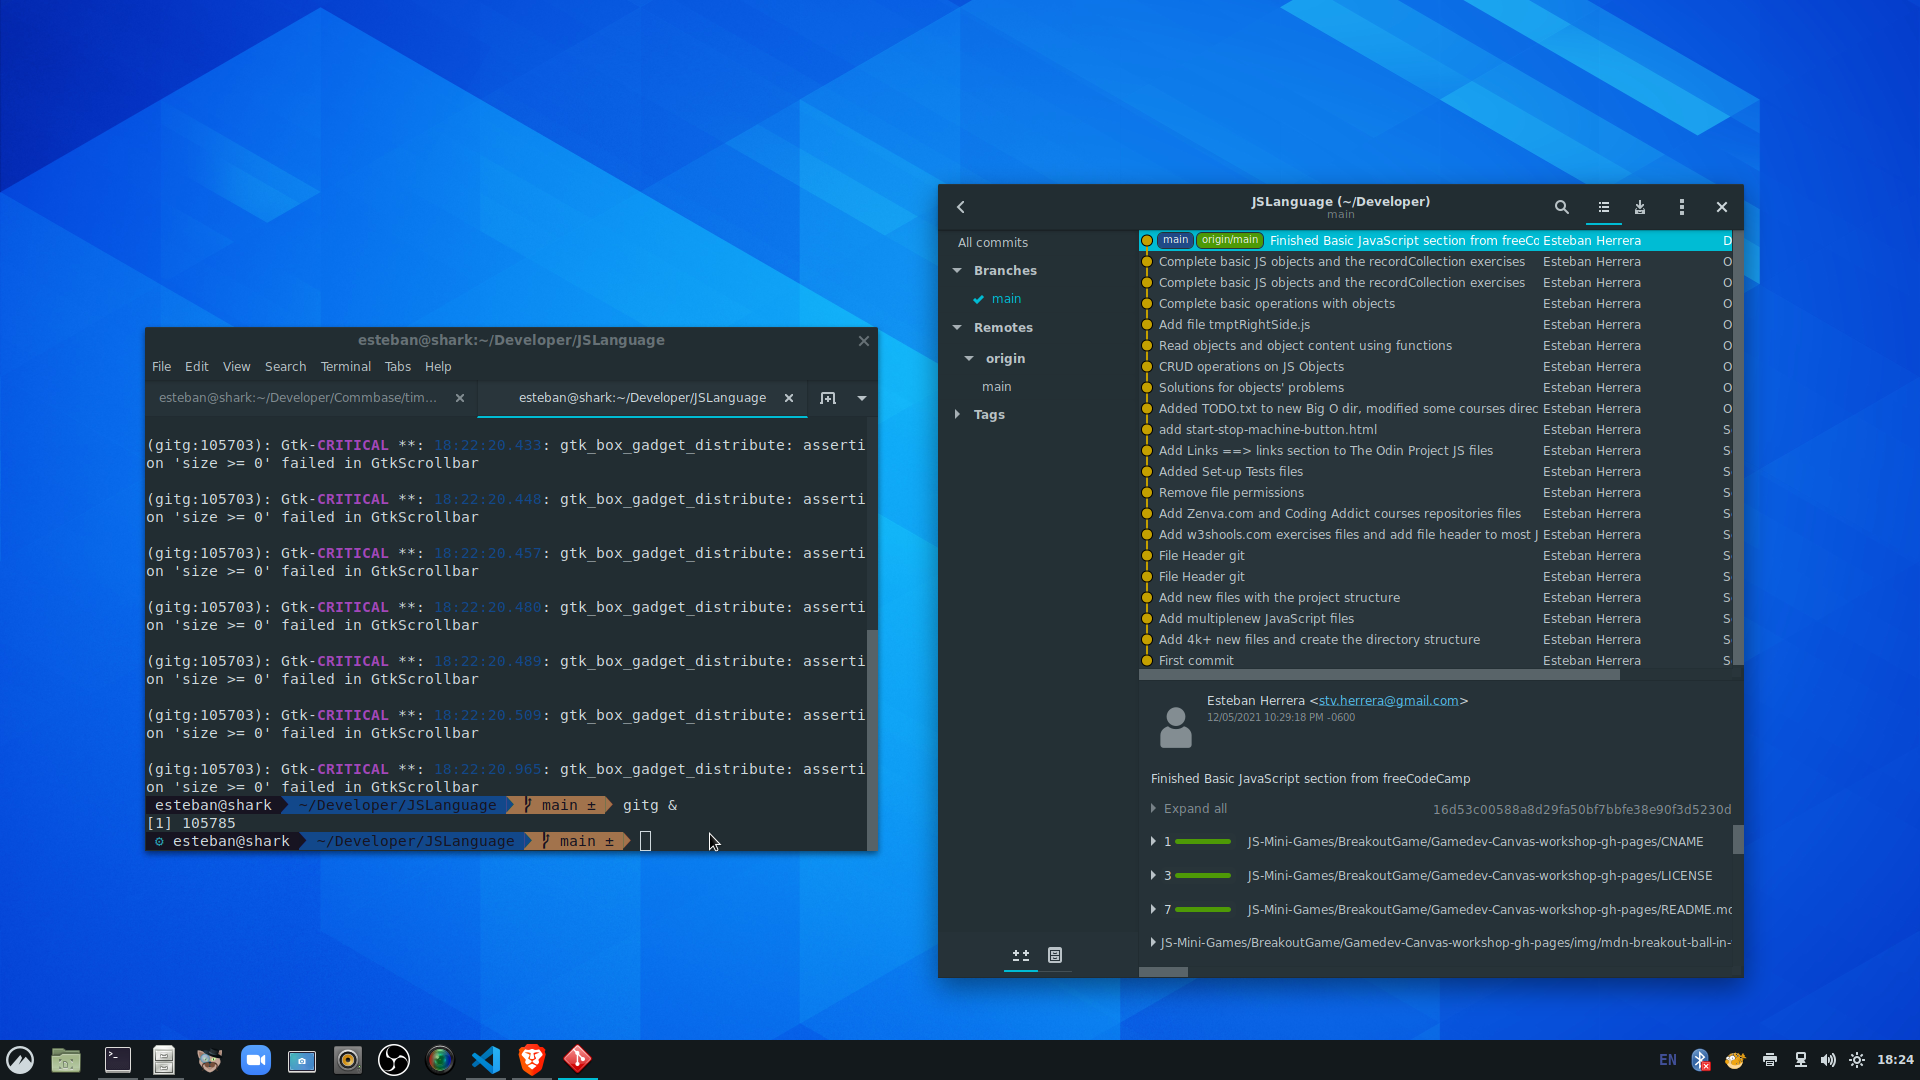 esteban@shark:~/Developer/JSLanguage
File Edit View Search Terminal Tabs Help
esteban@shark:~/Developer/Commbase/tim...
esteban@shark:~/Developer/JSLanguage
(gitg:105703): Gtk-CRITICAL **: 18:22:20.433: gtk_box_gadget_distribute: asserti
on 'size >= 0' failed in GtkScrollbar
(gitg:105703): Gtk-CRITICAL **: 18:22:20.448: gtk_box_gadget_distribute: asserti
on 'size >= 0' failed in GtkScrollbar
(gitg:105703): Gtk-CRITICAL **: 18:22:20.457: gtk_box_gadget_distribute: asserti
on 'size >= 0' failed in GtkScrollbar
(gitg:105703): Gtk-CRITICAL **: 18:22:20.480: gtk_box_gadget_distribute: asserti
on 'size >= 0' failed in GtkScrollbar
(gitg:105703): Gtk-CRITICAL **: 18:22:20.489: gtk_box_gadget_distribute: asserti
on 'size >= 0' failed in GtkScrollbar
(gitg:105703): Gtk-CRITICAL **: 18:22:20.509: gtk_box_gadget_distribute: asserti
on 'size >= 0' failed in GtkScrollbar
(gitg:105703): Gtk-CRITICAL **: 18:22:20.965: gtk_box_gadget_distribute: asserti
on 'size >= 0' failed in GtkScrollbar
esteban@shark ~/Developer/JSLanguage main ± gitg &
[1] 105785
esteban@shark ~/Developer/JSLanguage main ±
JSLanguage (~/Developer)
main
All commits
Branches
main
Remotes
origin
main
Tags
main origin/main Finished Basic JavaScript section from freeCo Esteban Herrera D
Complete basic JS objects and the recordCollection exercises Esteban Herrera O
Complete basic JS objects and the recordCollection exercises Esteban Herrera O
Complete basic operations with objects Esteban Herrera O
Add file tmptRightSide.js Esteban Herrera O
Read objects and object content using functions Esteban Herrera O
CRUD operations on JS Objects Esteban Herrera O
Solutions for objects' problems Esteban Herrera O
Added TODO.txt to new Big O dir, modified some courses direc Esteban Herrera O
add start-stop-machine-button.html Esteban Herrera S
Add Links ==> links section to The Odin Project JS files Esteban Herrera S
Added Set-up Tests files Esteban Herrera S
Remove file permissions Esteban Herrera S
Add Zenva.com and Coding Addict courses repositories files Esteban Herrera S
Add w3shools.com exercises files and add file header to most J Esteban Herrera S
File Header git Esteban Herrera S
File Header git Esteban Herrera S
Add new files with the project structure Esteban Herrera S
Add multiplenew JavaScript files Esteban Herrera S
Add 4k+ new files and create the directory structure Esteban Herrera S
First commit Esteban Herrera S
Esteban Herrera <stv.herrera@gmail.com>
12/05/2021 10:29:18 PM -0600
Finished Basic JavaScript section from freeCodeCamp
Expand all 16d53c00588a8d29fa50bf7bbfe38e90f3d5230d
1 JS-Mini-Games/BreakoutGame/Gamedev-Canvas-workshop-gh-pages/CNAME
3 JS-Mini-Games/BreakoutGame/Gamedev-Canvas-workshop-gh-pages/LICENSE
7 JS-Mini-Games/BreakoutGame/Gamedev-Canvas-workshop-gh-pages/README.md
JS-Mini-Games/BreakoutGame/Gamedev-Canvas-workshop-gh-pages/img/mdn-breakout-ball-in-
EN 18:24